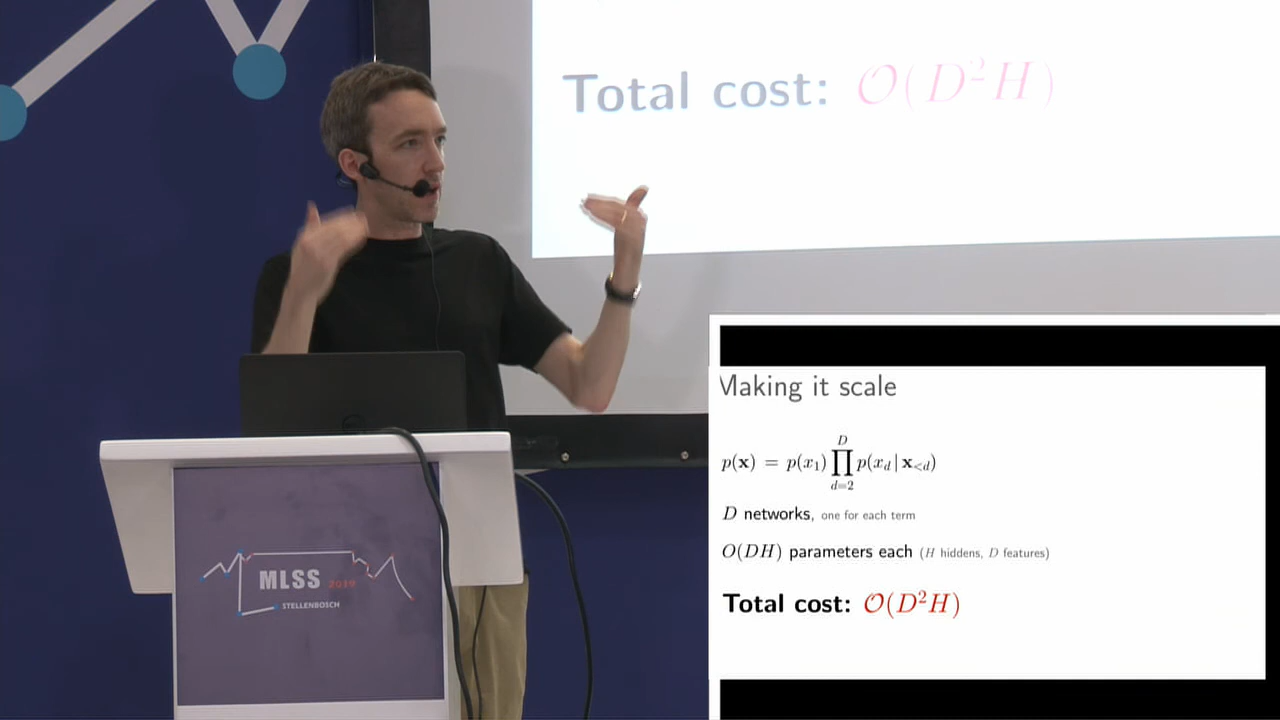 Total cost: O(D²H)
Making it scale
p(x) = p(x₁) ∏_{d=2}^{D} p(x_d | x_{<d})
D networks, one for each term
O(DH) parameters each (H hiddens, D features)
Total cost: O(D²H)
MLSS 2019
STELLENBOSCH